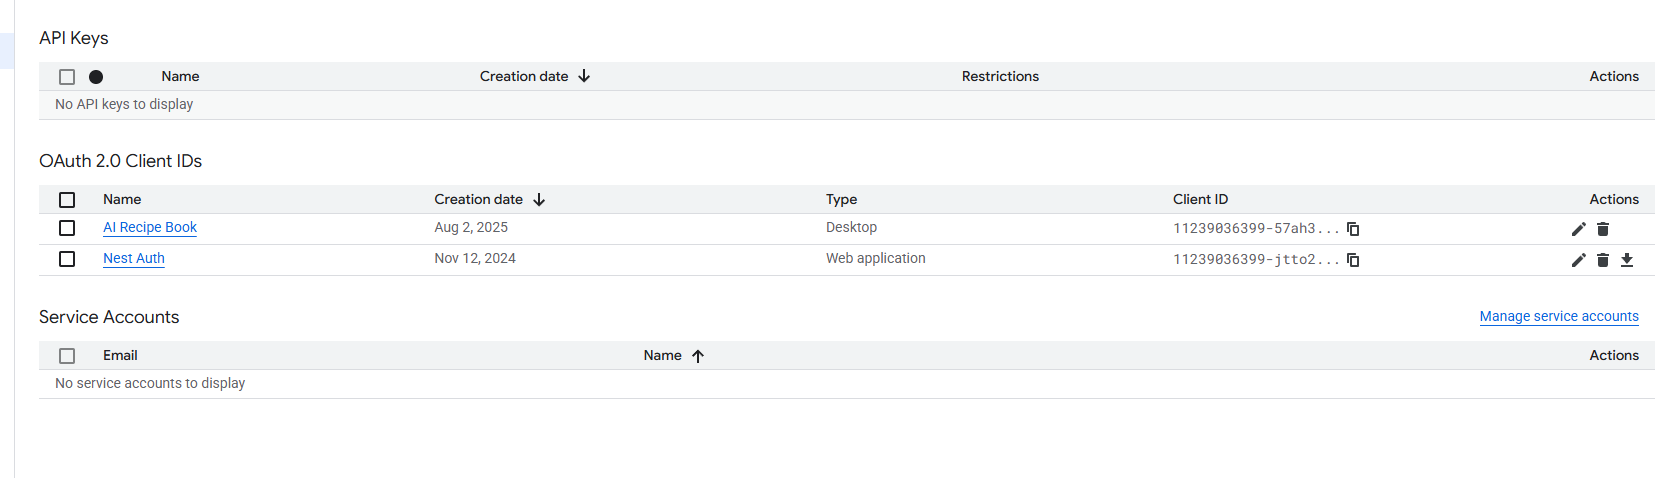 API Keys
Name Creation date Restrictions Actions
No API keys to display
OAuth 2.0 Client IDs
Name Creation date Type Client ID Actions
AI Recipe Book Aug 2, 2025 Desktop 11239036399-57ah3...
Nest Auth Nov 12, 2024 Web application 11239036399-jtto2...
Service Accounts Manage service accounts
Email Name Actions
No service accounts to display